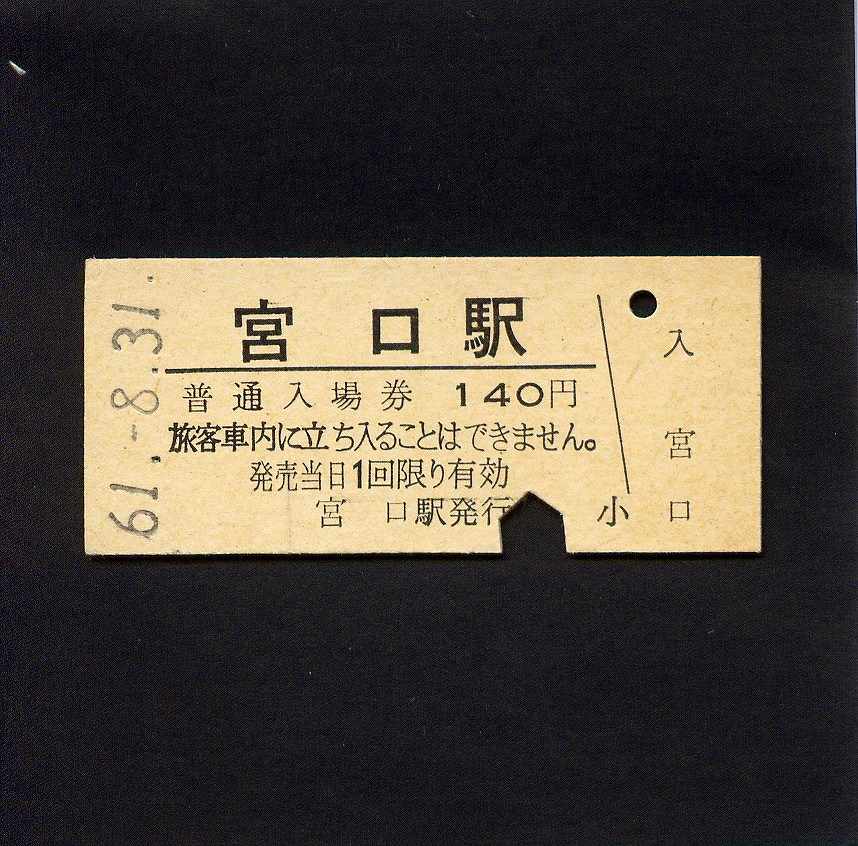 61.-8.31.
宮口駅
普通入場券 140円
旅客車内に立ち入ることはできません。
発売当日1回限り有効
宮口駅発行
小
入
宮
口